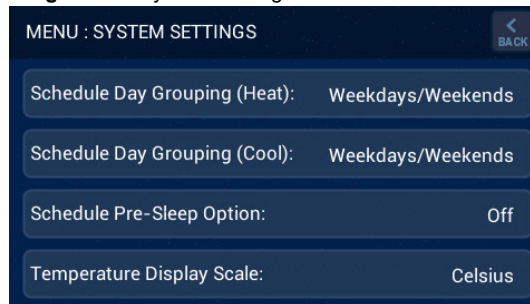 MENU : SYSTEM SETTINGS
BACK
Schedule Day Grouping (Heat): Weekdays/Weekends
Schedule Day Grouping (Cool): Weekdays/Weekends
Schedule Pre-Sleep Option: Off
Temperature Display Scale: Celsius